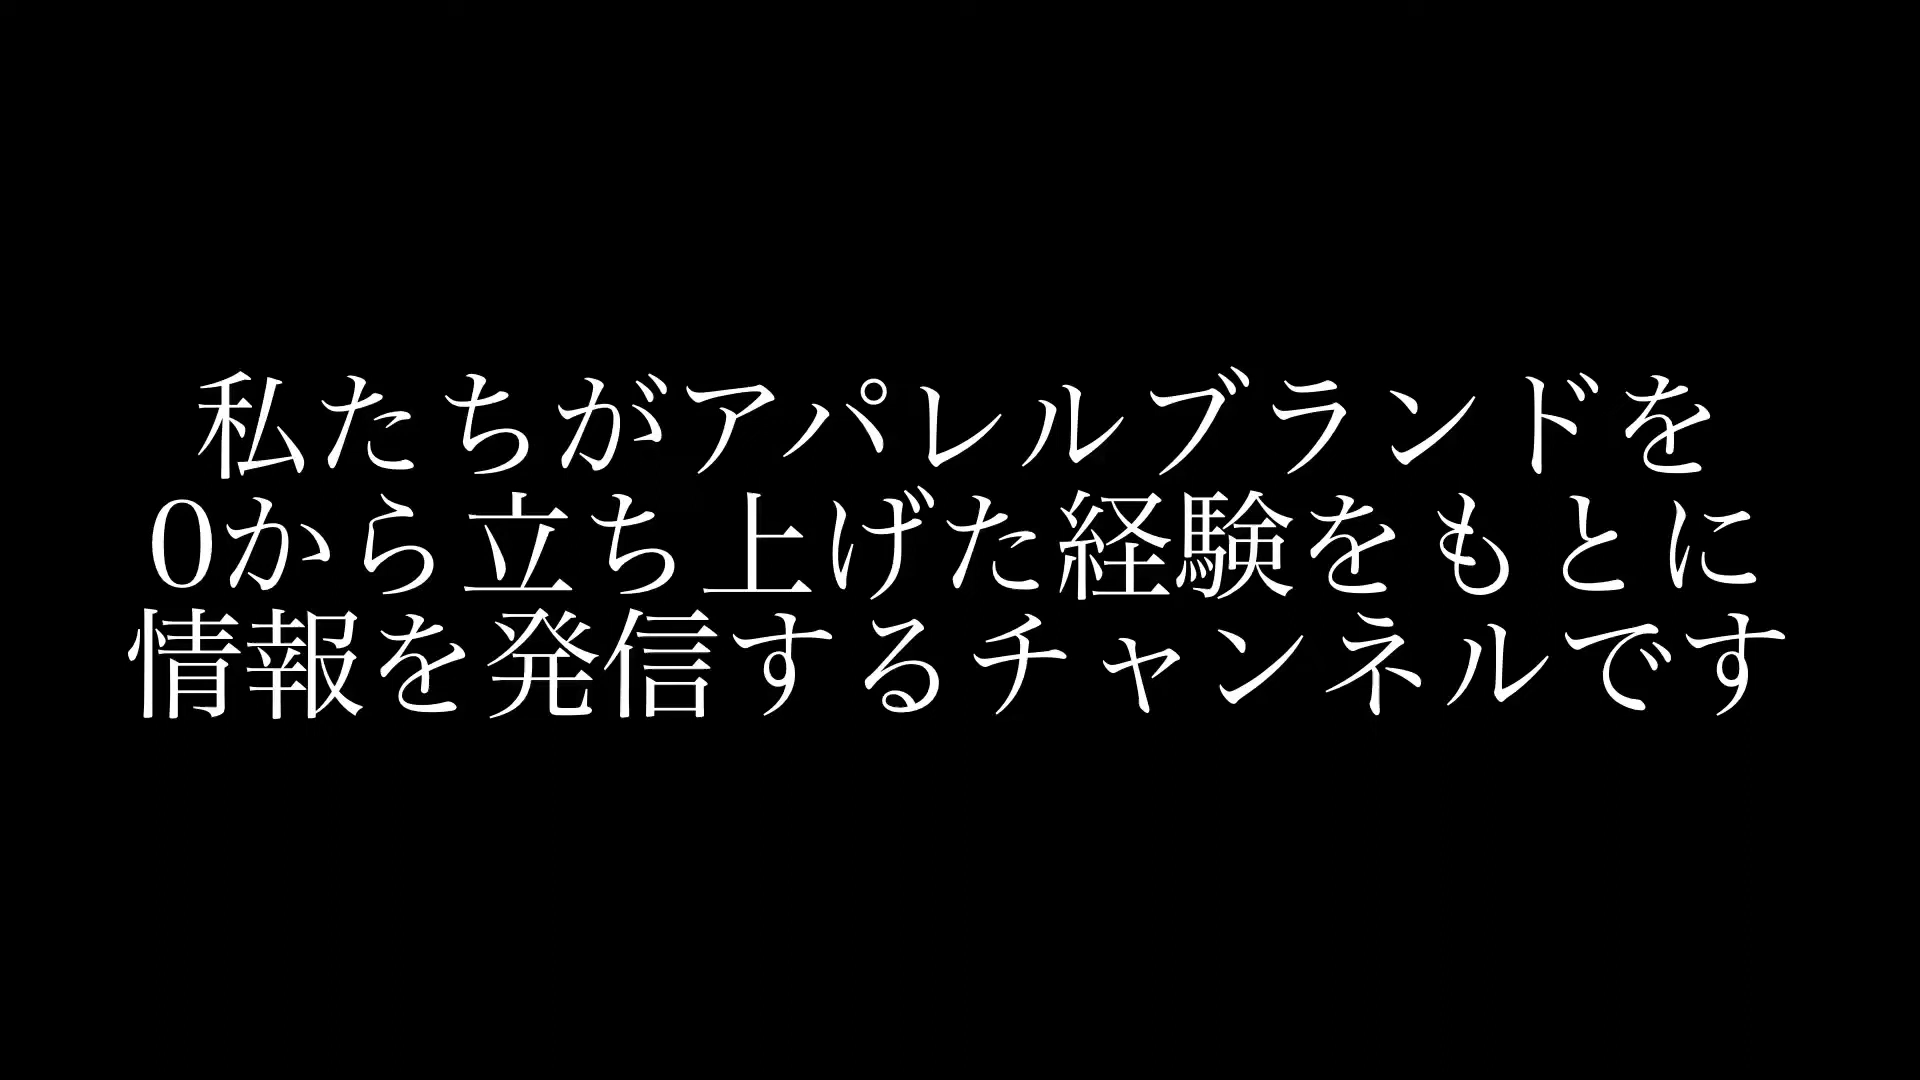 私たちがアパレルブランドを
0から立ち上げた経験をもとに
情報を発信するチャンネルです